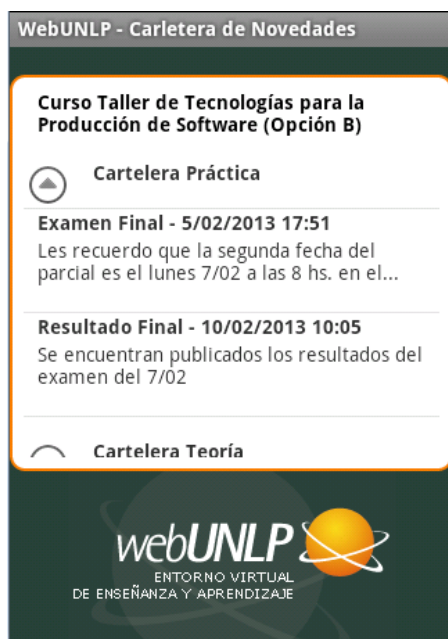 WebUNLP - Carletera de Novedades
Curso Taller de Tecnologías para la
Producción de Software (Opción B)
Cartelera Práctica
Examen Final - 5/02/2013 17:51
Les recuerdo que la segunda fecha del
parcial es el lunes 7/02 a las 8 hs. en el...
Resultado Final - 10/02/2013 10:05
Se encuentran publicados los resultados del
examen del 7/02
Cartelera Teoría
webUNLP
ENTORNO VIRTUAL
DE ENSEÑANZA Y APRENDIZAJE